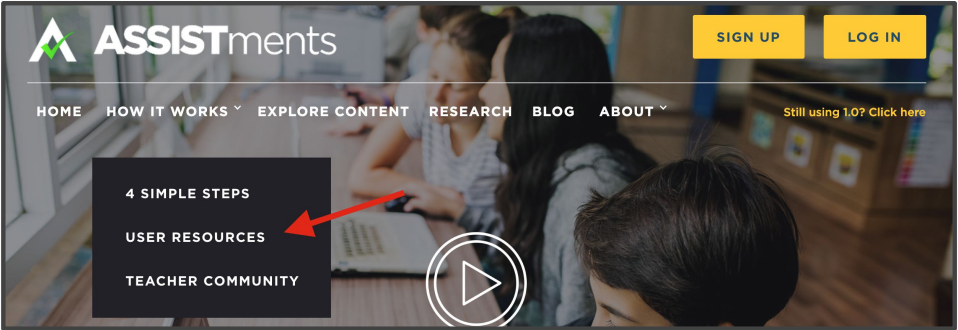 ASSISTments
SIGN UP
LOG IN
HOME
HOW IT WORKS
EXPLORE CONTENT
RESEARCH
BLOG
ABOUT
Still using 1.0? Click here
4 SIMPLE STEPS
USER RESOURCES
TEACHER COMMUNITY